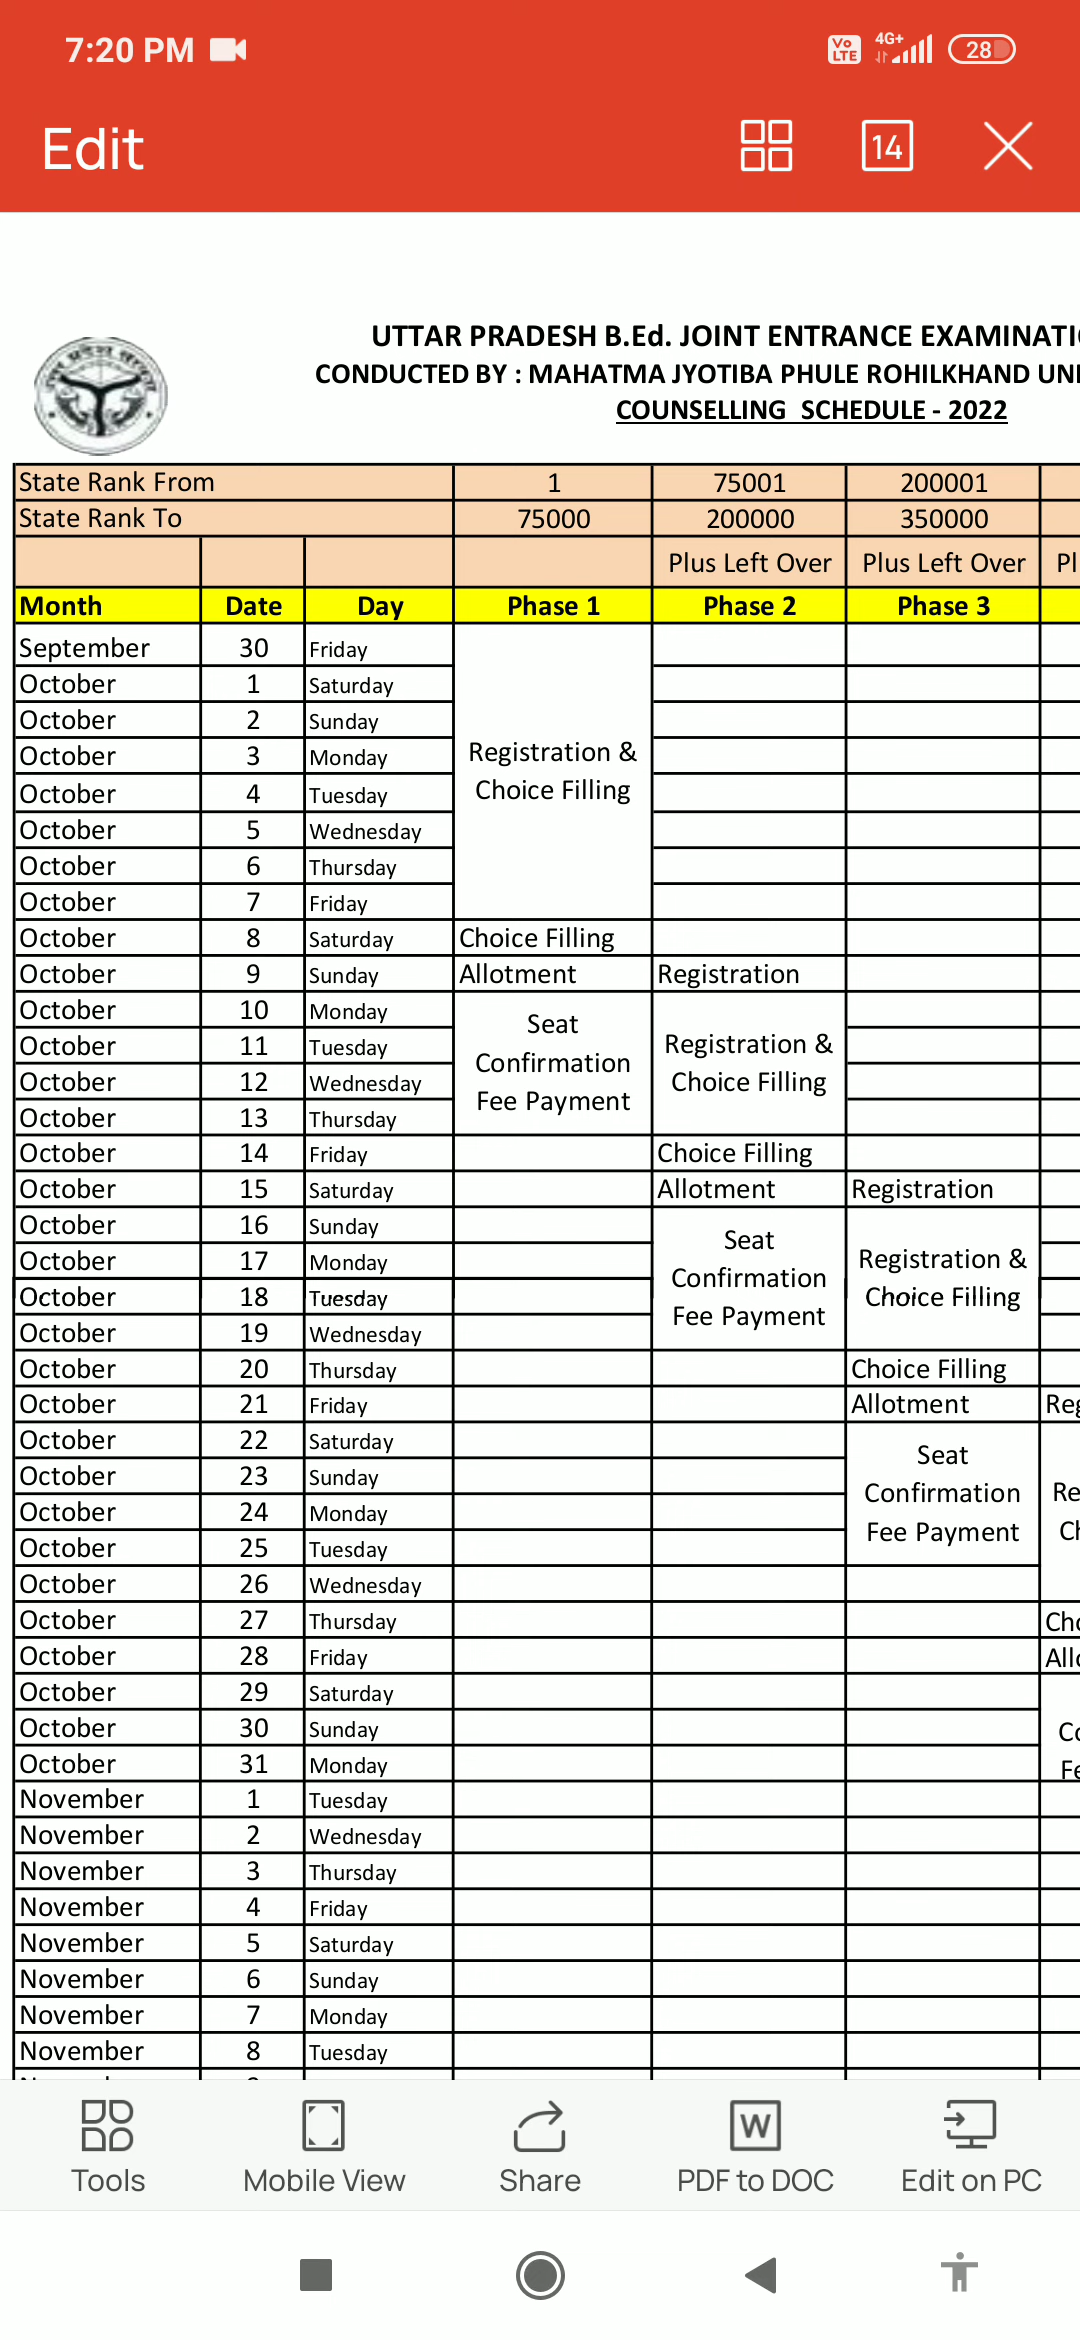 7:20 PM
Vo LTE 4G+ 28
Edit
14
UTTAR PRADESH B.Ed. JOINT ENTRANCE
CONDUCTED BY : MAHATMA JYOTIBA PHULE ROHILKHAND
COUNSELLING SCHEDULE - 2022
State Rank From 1 75001 200001
State Rank To 75000 200000 350000
Plus Left Over Plus Left Over
Month Date Day Phase 1 Phase 2 Phase 3
September 30 Friday
October 1 Saturday
October 2 Sunday
October 3 Monday
Registration &
Choice Filling
October 4 Tuesday
October 5 Wednesday
October 6 Thursday
October 7 Friday
October 8 Saturday Choice Filling
October 9 Sunday Allotment Registration
October 10 Monday
October 11 Tuesday
October 12 Wednesday
October 13 Thursday
Seat
Confirmation
Fee Payment
Registration &
Choice Filling
October 14 Friday Choice Filling
October 15 Saturday Allotment Registration
October 16 Sunday
October 17 Monday
October 18 Tuesday
October 19 Wednesday
Seat
Confirmation
Fee Payment
Registration &
Choice Filling
October 20 Thursday Choice Filling
October 21 Friday Allotment
October 22 Saturday
October 23 Sunday
October 24 Monday
October 25 Tuesday
Seat
Confirmation
Fee Payment
October 26 Wednesday
October 27 Thursday
October 28 Friday
October 29 Saturday
October 30 Sunday
October 31 Monday
November 1 Tuesday
November 2 Wednesday
November 3 Thursday
November 4 Friday
November 5 Saturday
November 6 Sunday
November 7 Monday
November 8 Tuesday
Tools Mobile View Share PDF to DOC Edit on PC